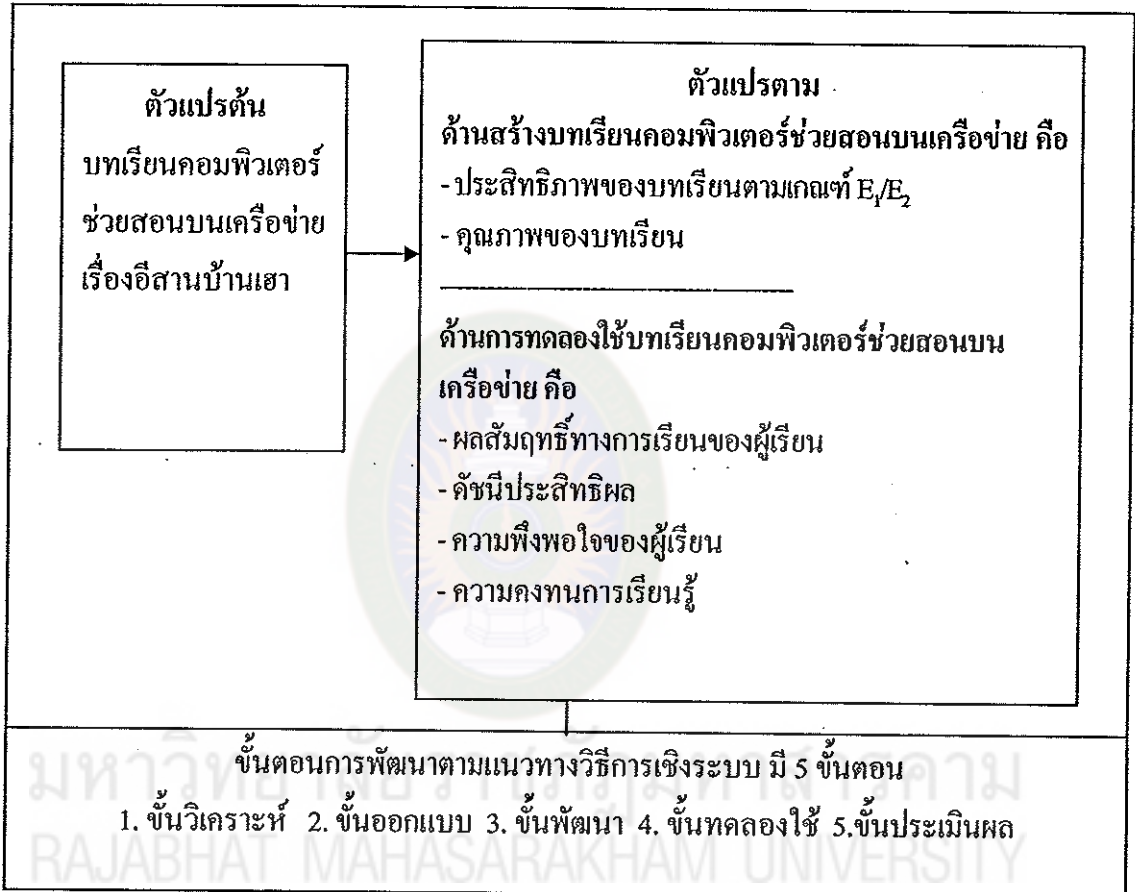 ตัวแปรต้น
บทเรียนคอมพิวเตอร์
ช่วยสอนบนเครือข่าย
เรื่องอีสานบ้านเฮา
ตัวแปรตาม
ด้านสร้างบทเรียนคอมพิวเตอร์ช่วยสอนบนเครือข่าย คือ
- ประสิทธิภาพของบทเรียนตามเกณฑ์ E₁/E₂
- คุณภาพของบทเรียน
ด้านการทดลองใช้บทเรียนคอมพิวเตอร์ช่วยสอนบน
เครือข่าย คือ
- ผลสัมฤทธิ์ทางการเรียนของผู้เรียน
- ดัชนีประสิทธิผล
- ความพึงพอใจของผู้เรียน
- ความคงทนการเรียนรู้
ขั้นตอนการพัฒนาตามแนวทางวิธีการเชิงระบบ มี 5 ขั้นตอน
1. ขั้นวิเคราะห์ 2. ขั้นออกแบบ 3. ขั้นพัฒนา 4. ขั้นทดลองใช้ 5.ขั้นประเมินผล
มหาวิทยาลัยราชภัฏมหาสารคาม
RAJABHAT MAHASARAKHAM UNIVERSITY